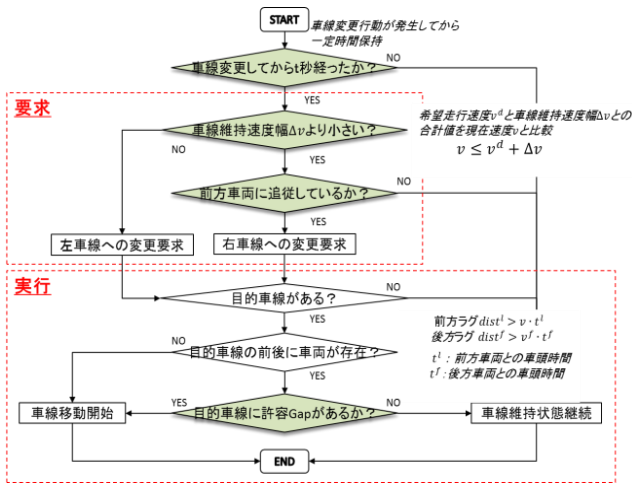 START
車線変更行動が発生してから
一定時間保持
車線変更してからt秒経ったか？
NO
YES
要求
車線維持速度幅Δvより小さい？
NO
YES
希望走行速度v^dと車線維持速度幅Δvとの
合計値を現在速度vと比較
v ≤ v^d + Δv
前方車両に追従しているか？
NO
YES
左車線への変更要求
右車線への変更要求
実行
目的車線がある？
NO
YES
前方ラグ dist^l > v · t^l
後方ラグ dist^f > v^f · t^f
t^l：前方車両との車頭時間
t^f：後方車両との車頭時間
目的車線の前後に車両が存在？
NO
YES
車線移動開始
YES
目的車線に許容Gapがあるか？
NO
車線維持状態継続
END